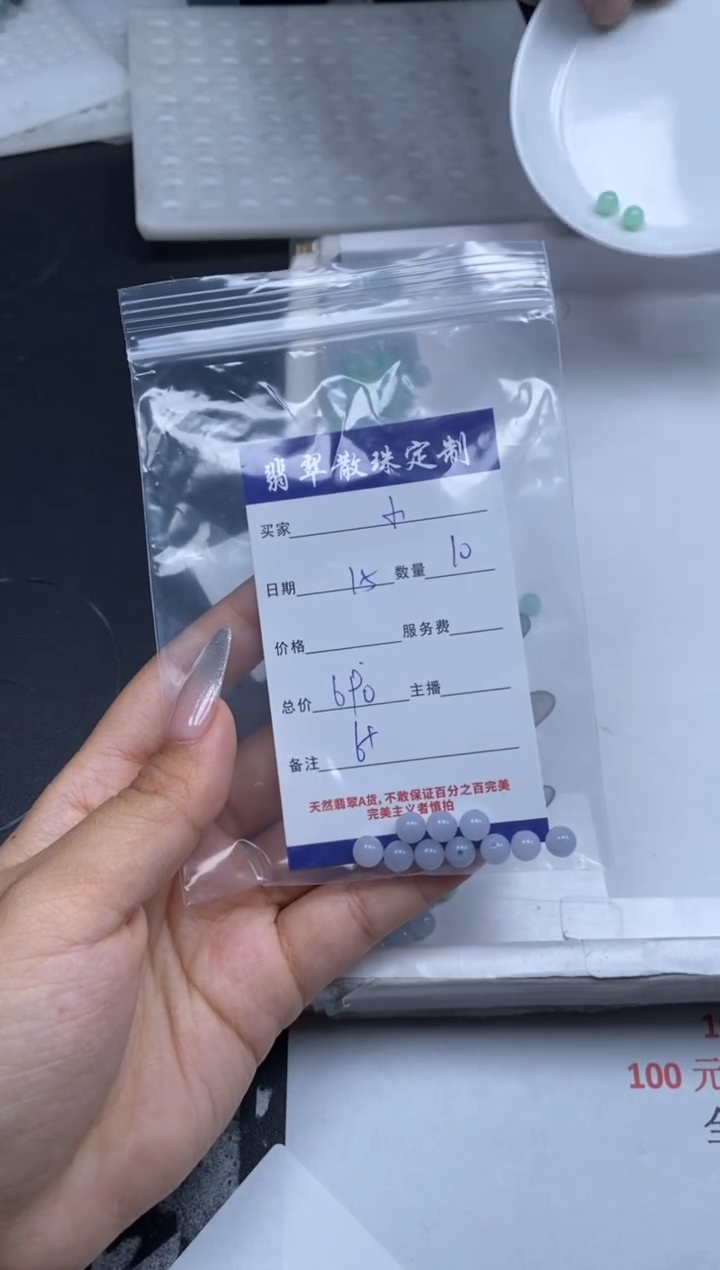 翡翠散珠定制
买家
日期 15 数量 10
价格 服务费
总价 680 主播
备注 6+
天然翡翠A货,不敢保证百分之百完美
完美主义者慎拍
100 元